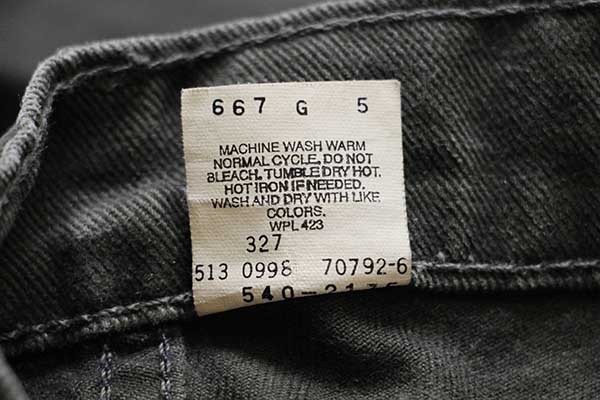 667 G 5
MACHINE WASH WARM
NORMAL CYCLE, DO NOT
BLEACH. TUMBLE DRY HOT.
HOT IRON IF NEEDED.
WASH AND DRY WITH LIKE
COLORS.
WPL 423
327
513 0998 70792-6
540-